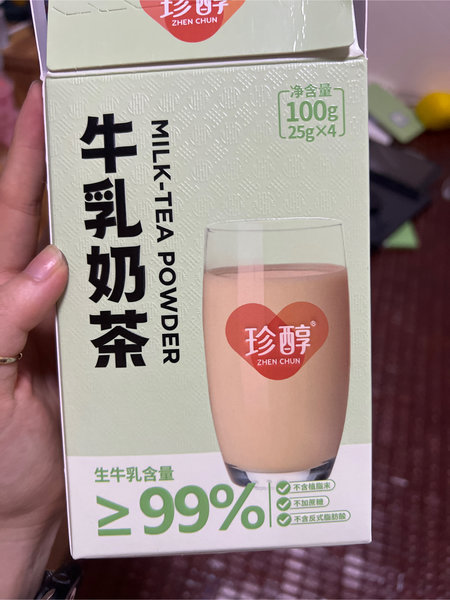 珍醇
ZHEN CHUN
净含量
100g
25g×4
牛乳奶茶
MILK-TEA POWDER
珍醇®
ZHEN CHUN
生牛乳含量
≥99%
不含植脂末
不加蔗糖
不含反式脂肪酸